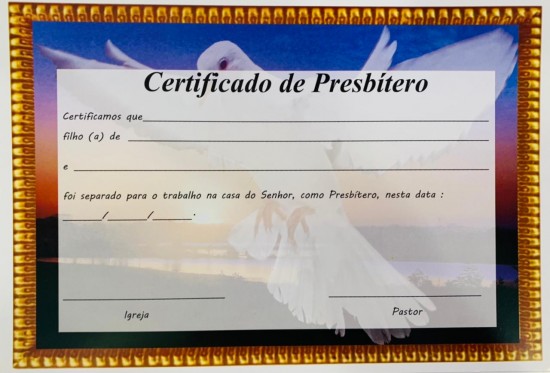 Certificado de Presbítero
Certificamos que
filho (a) de
e
foi separado para o trabalho na casa do Senhor, como Presbítero, nesta data :
/ / .
Igreja
Pastor